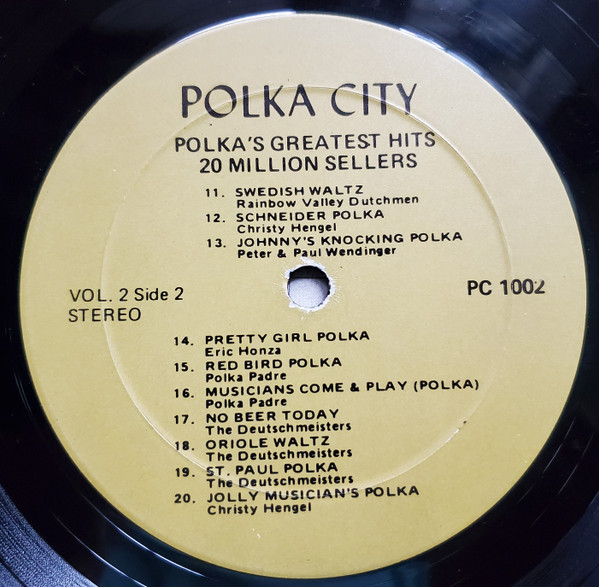 POLKA CITY
POLKA'S GREATEST HITS
20 MILLION SELLERS
11. SWEDISH WALTZ
Rainbow Valley Dutchmen
12. SCHNEIDER POLKA
Christy Hengel
13. JOHNNY'S KNOCKING POLKA
Peter & Paul Wendinger
VOL. 2 Side 2
STEREO
PC 1002
14. PRETTY GIRL POLKA
Eric Honza
15. RED BIRD POLKA
Polka Padre
16. MUSICIANS COME & PLAY (POLKA)
Polka Padre
17. NO BEER TODAY
The Deutschmeisters
18. ORIOLE WALTZ
The Deutschmeisters
19. ST. PAUL POLKA
The Deutschmeisters
20. JOLLY MUSICIAN'S POLKA
Christy Hengel